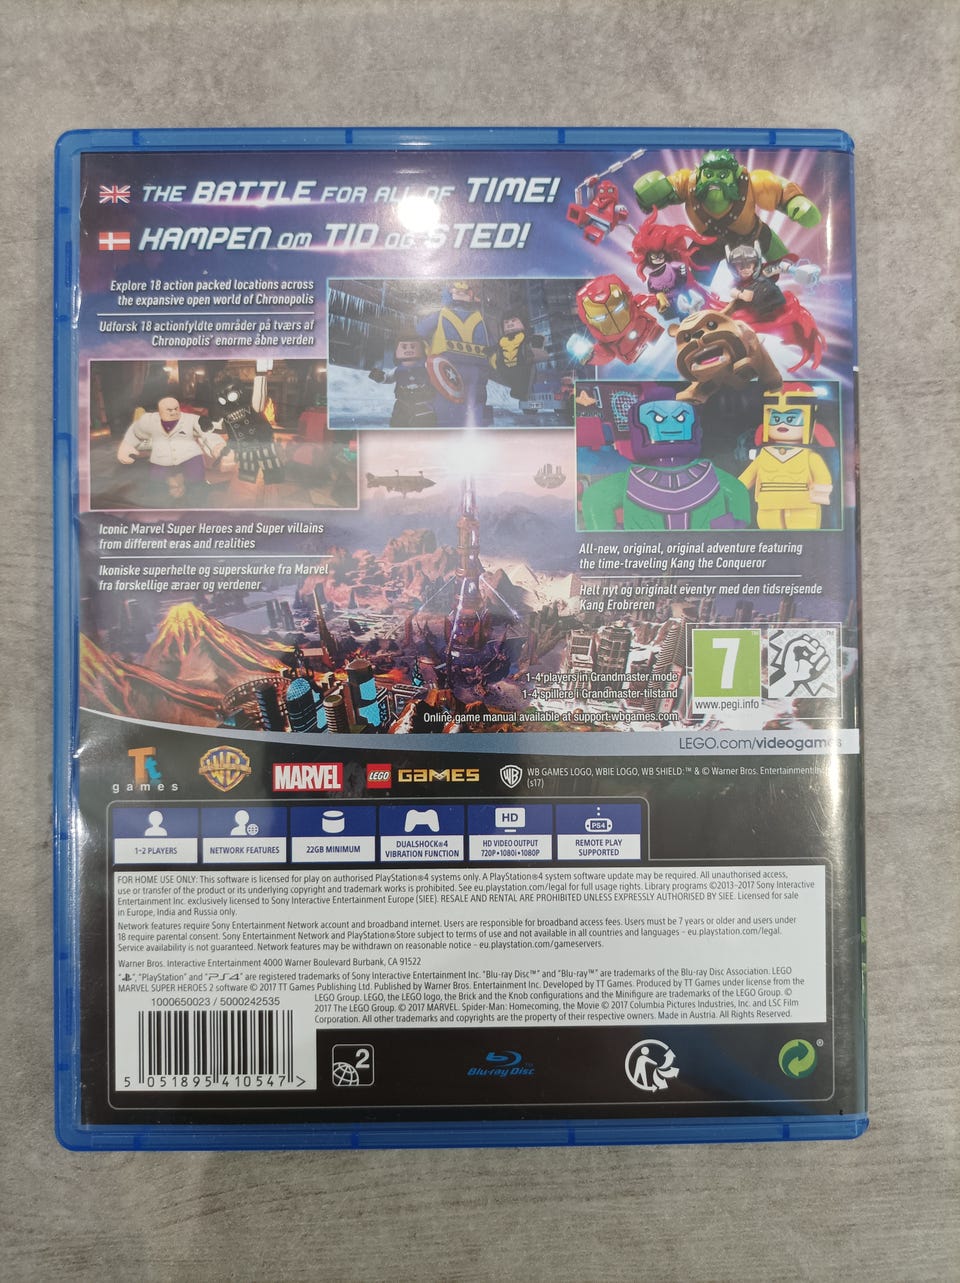 THE BATTLE FOR ALL OF TIME!
KAMPEN OM TID OG STED!
Explore 18 action packed locations across
the expansive open world of Chronopolis
Udforsk 18 actionfyldte områder på tværs af
Chronopolis' enorme åbne verden
Iconic Marvel Super Heroes and Super villains
from different eras and realities
Ikoniske superhelte og superskurke fra Marvel
fra forskellige æraer og verdener
All-new, original, original adventure featuring
the time-traveling Kang the Conqueror
Helt nyt og originalt eventyr med den tidsrejsende
Kang Erobreren
1-4 players in Grandmaster mode
1-4 spillere i Grandmaster-tilstand
Online game manual available at support.wbgames.com
7
www.pegi.info
LEGO.com/videogames
Tt games
WB
MARVEL LEGO GAMES
WB GAMES LOGO, WBIE LOGO, WB SHIELD: ™ & © Warner Bros. Entertainment Inc.
(s17)
1-2 PLAYERS
NETWORK FEATURES
22GB MINIMUM
DUALSHOCK®4
VIBRATION FUNCTION
HD
HD VIDEO OUTPUT
720P•1080i•1080P
PS4
REMOTE PLAY
SUPPORTED
FOR HOME USE ONLY: This software is licensed for play on authorised PlayStation®4 systems only. A PlayStation®4 system software update may be required. All unauthorised access,
use or transfer of the product or its underlying copyright and trademark works is prohibited. See eu.playstation.com/legal for full usage rights. Library programs ©2013-2017 Sony Interactive
Entertainment Inc. exclusively licensed to Sony Interactive Entertainment Europe (SIEE). RESALE AND RENTAL ARE PROHIBITED UNLESS EXPRESSLY AUTHORISED BY SIEE. Licensed for sale
in Europe, India and Russia only.
Network features require Sony Entertainment Network account and broadband internet. Users are responsible for broadband access fees. Users must be 7 years or older and users under
18 require parental consent. Sony Entertainment Network and PlayStation®Store subject to terms of use and not available in all countries and languages - eu.playstation.com/legal.
Service availability is not guaranteed. Network features may be withdrawn on reasonable notice - eu.playstation.com/gameservers.
Warner Bros. Interactive Entertainment 4000 Warner Boulevard Burbank, CA 91522
" ", "PlayStation" and "PS4" are registered trademarks of Sony Interactive Entertainment Inc. "Blu-ray Disc™" and "Blu-ray™" are trademarks of the Blu-ray Disc Association. LEGO
MARVEL SUPER HEROES 2 software © 2017 TT Games Publishing Ltd. Published by Warner Bros. Entertainment Inc. Developed by TT Games. Produced by TT Games under license from the
LEGO Group. LEGO, the LEGO logo, the Brick and the Knob configurations and the Minifigure are trademarks of the LEGO Group. ©
2017 The LEGO Group. © 2017 MARVEL. Spider-Man: Homecoming, the Movie © 2017 Columbia Pictures Industries, Inc. and LSC Film
Corporation. All other trademarks and copyrights are the property of their respective owners. Made in Austria. All Rights Reserved.
1000650023 / 5000242535
5 051895 410547 >
2
Blu-ray Disc